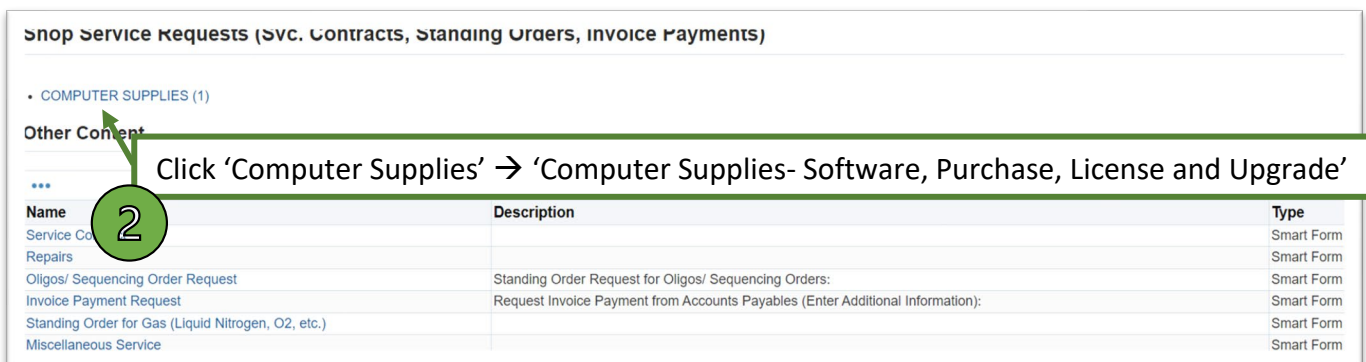 Shop Service Requests (Svc. Contracts, Standing Orders, Invoice Payments)
• COMPUTER SUPPLIES (1)
Other Content
Click ‘Computer Supplies’ → ‘Computer Supplies- Software, Purchase, License and Upgrade’
•••
2
Name Description Type
Service Co Smart Form
Repairs Smart Form
Oligos/ Sequencing Order Request Standing Order Request for Oligos/ Sequencing Orders: Smart Form
Invoice Payment Request Request Invoice Payment from Accounts Payables (Enter Additional Information): Smart Form
Standing Order for Gas (Liquid Nitrogen, O2, etc.) Smart Form
Miscellaneous Service Smart Form